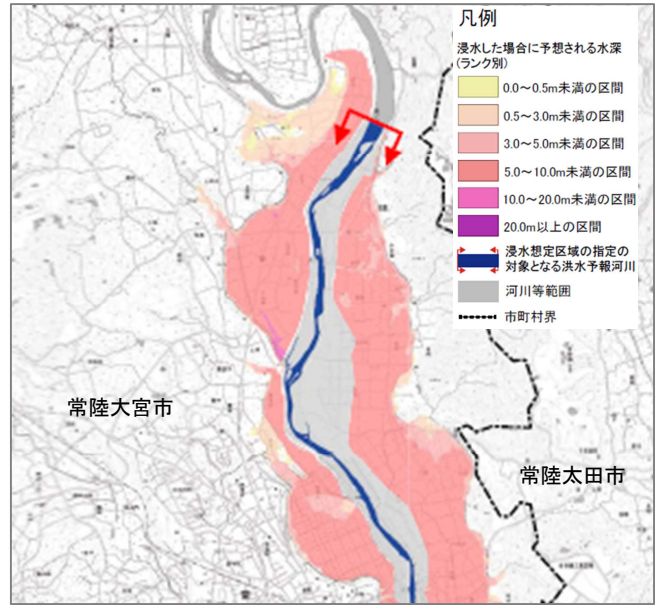 凡例
浸水した場合に予想される水深
(ランク別)
0.0～0.5m未満の区間
0.5～3.0m未満の区間
3.0～5.0m未満の区間
5.0～10.0m未満の区間
10.0～20.0m未満の区間
20.0m以上の区間
浸水想定区域の指定の
対象となる洪水予報河川
河川等範囲
市町村界
常陸大宮市
常陸太田市